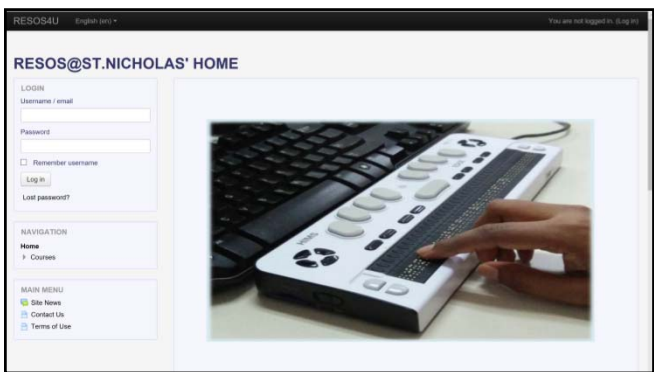 RESOS4U English (en) You are not logged in. (Log in)
RESOS@ST.NICHOLAS' HOME
LOGIN
Username / email
Password
Remember username
Log in
Lost password?
NAVIGATION
Home
Courses
MAIN MENU
Site News
Contact Us
Terms of Use
HIMS